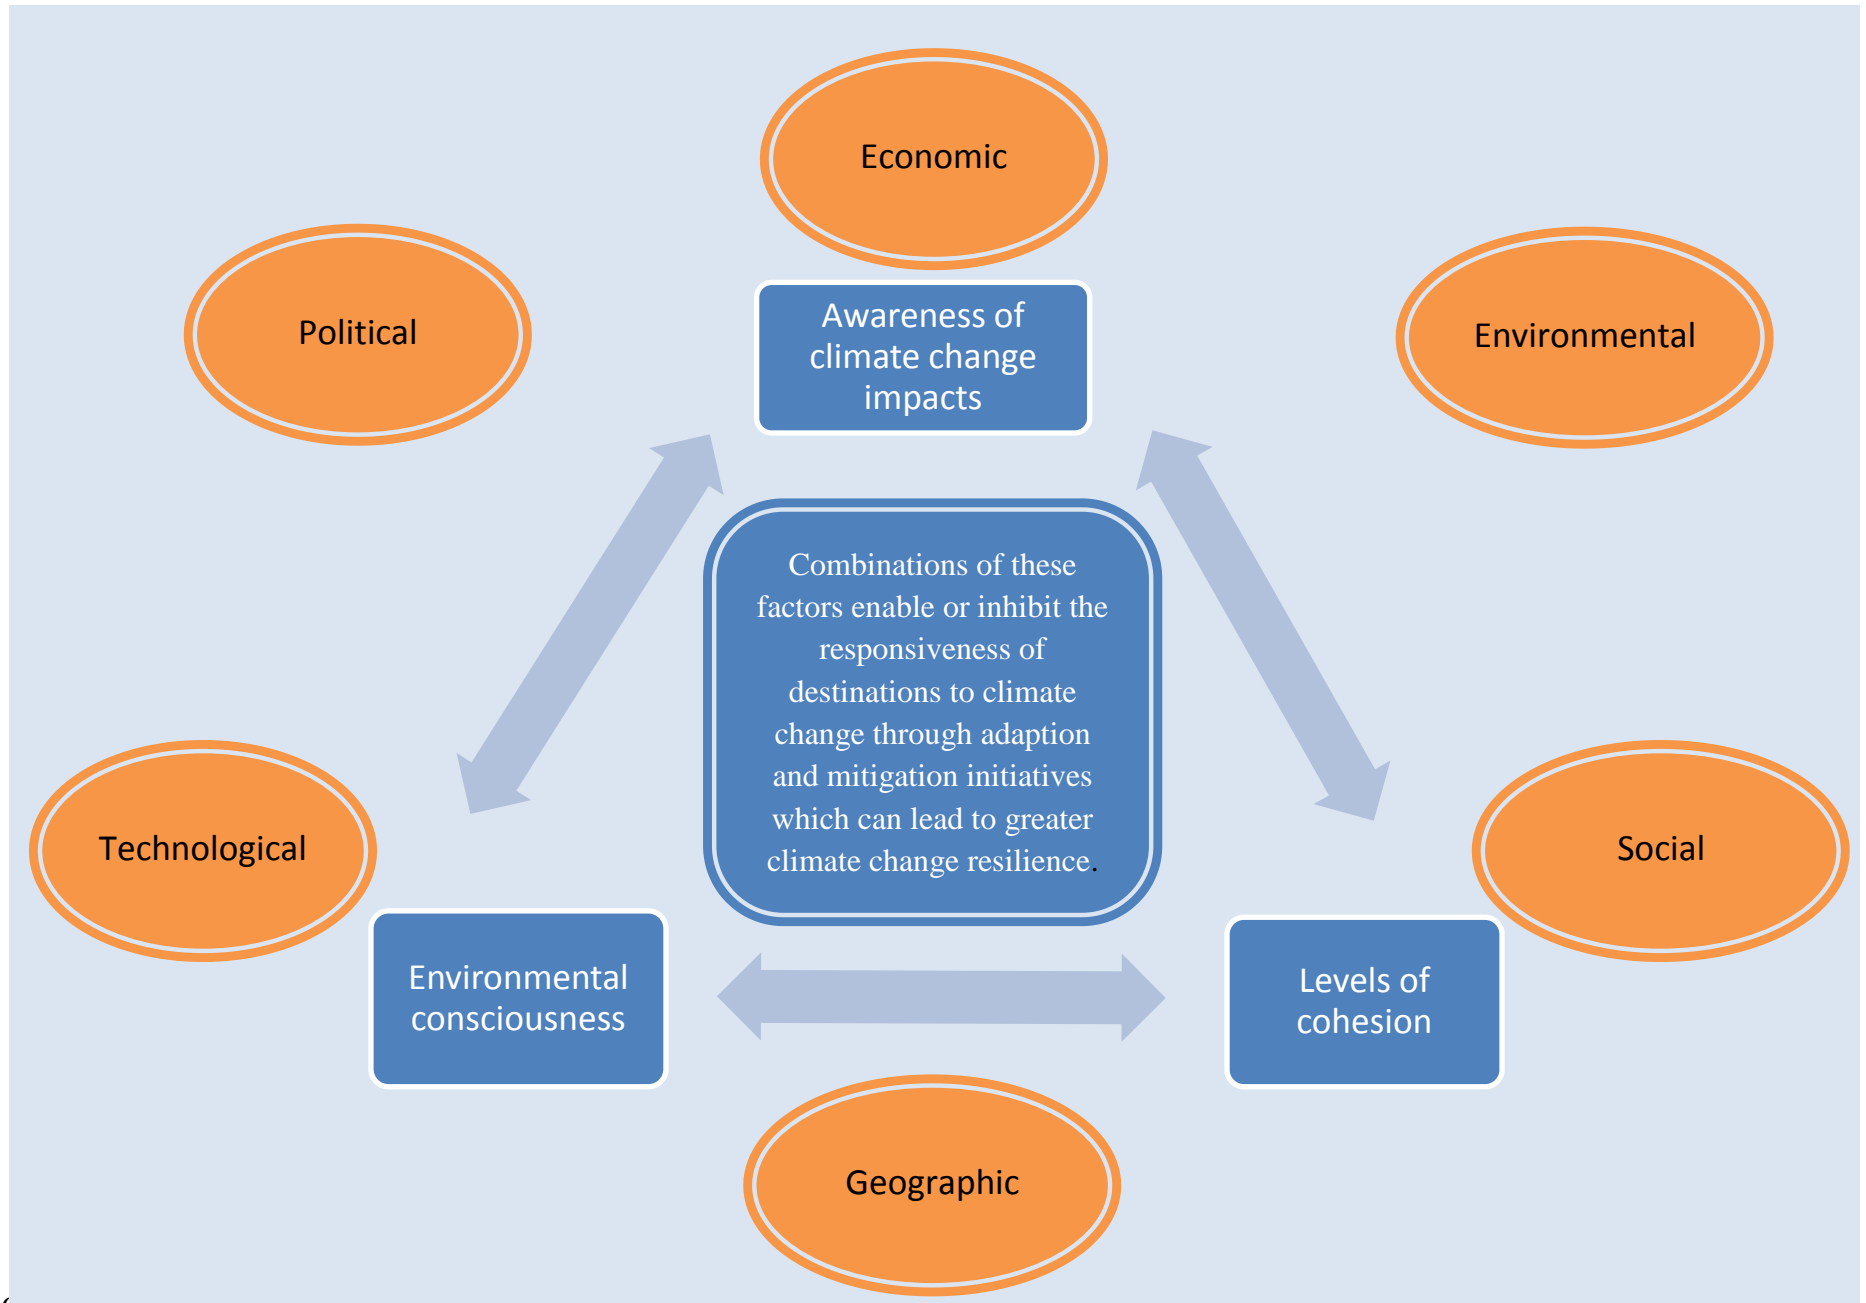 Economic
Political
Environmental
Awareness of
climate change
impacts
Combinations of these
factors enable or inhibit the
responsiveness of
destinations to climate
change through adaption
and mitigation initiatives
which can lead to greater
climate change resilience.
Technological
Social
Environmental
consciousness
Levels of
cohesion
Geographic